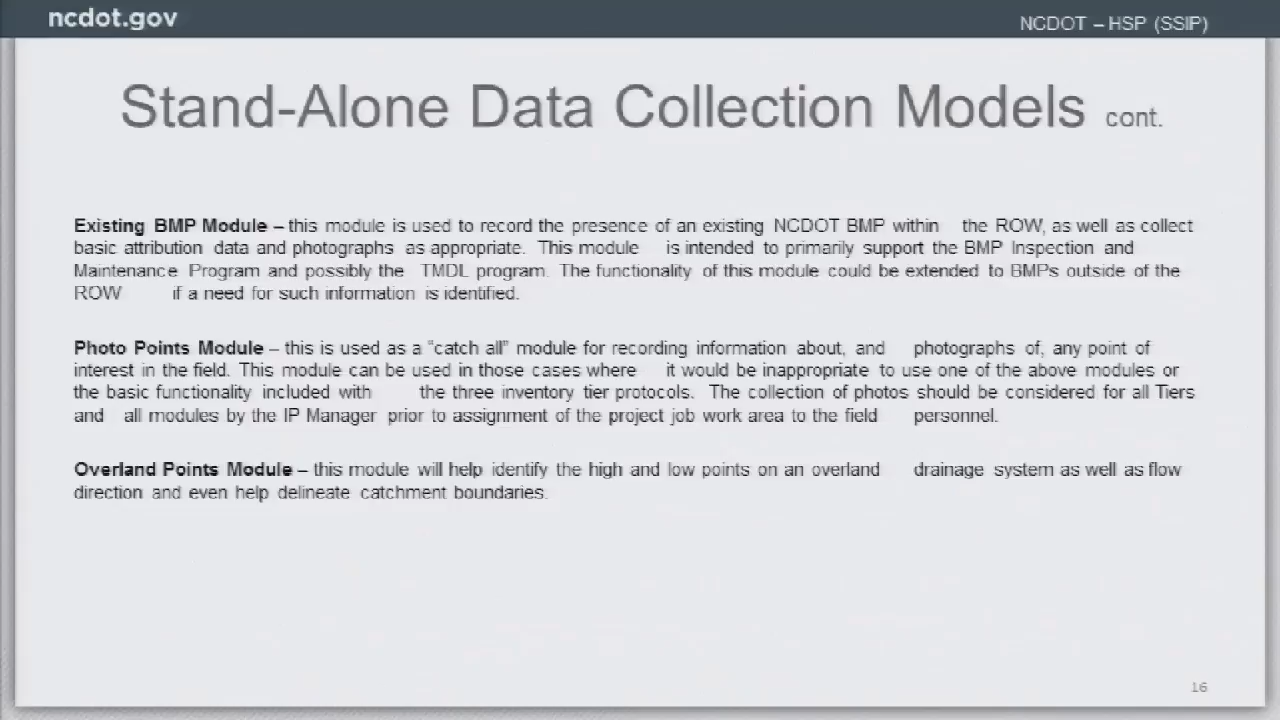 ncdot.gov
NCDOT – HSP (SSIP)
Stand-Alone Data Collection Models cont.
Existing BMP Module – this module is used to record the presence of an existing NCDOT BMP within the ROW, as well as collect
basic attribution data and photographs as appropriate. This module is intended to primarily support the BMP Inspection and
Maintenance Program and possibly the TMDL program. The functionality of this module could be extended to BMPs outside of the
ROW if a need for such information is identified.
Photo Points Module – this is used as a “catch all” module for recording information about, and photographs of, any point of
interest in the field. This module can be used in those cases where it would be inappropriate to use one of the above modules or
the basic functionality included with the three inventory tier protocols. The collection of photos should be considered for all Tiers
and all modules by the IP Manager prior to assignment of the project job work area to the field personnel.
Overland Points Module – this module will help identify the high and low points on an overland drainage system as well as flow
direction and even help delineate catchment boundaries.
16